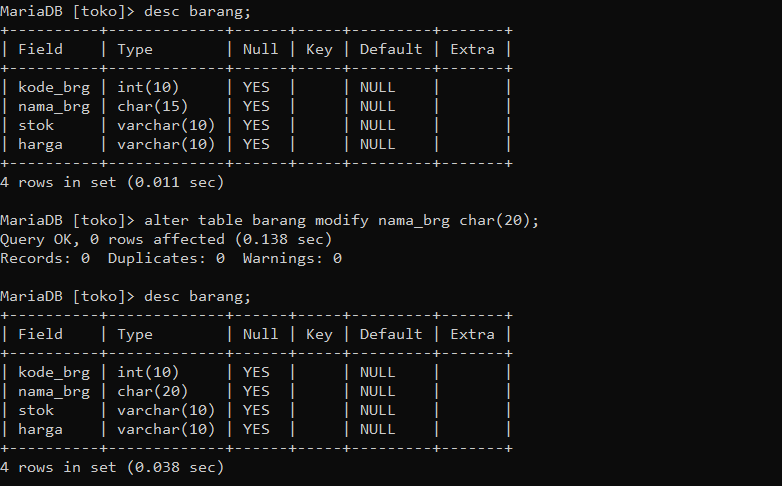 MariaDB [toko]> desc barang;
+----------+-------------+------+-----+---------+-------+
| Field    | Type        | Null | Key | Default | Extra |
+----------+-------------+------+-----+---------+-------+
| kode_brg | int(10)     | YES  |     | NULL    |       |
| nama_brg | char(15)    | YES  |     | NULL    |       |
| stok     | varchar(10) | YES  |     | NULL    |       |
| harga    | varchar(10) | YES  |     | NULL    |       |
+----------+-------------+------+-----+---------+-------+
4 rows in set (0.011 sec)

MariaDB [toko]> alter table barang modify nama_brg char(20);
Query OK, 0 rows affected (0.138 sec)
Records: 0  Duplicates: 0  Warnings: 0

MariaDB [toko]> desc barang;
+----------+-------------+------+-----+---------+-------+
| Field    | Type        | Null | Key | Default | Extra |
+----------+-------------+------+-----+---------+-------+
| kode_brg | int(10)     | YES  |     | NULL    |       |
| nama_brg | char(20)    | YES  |     | NULL    |       |
| stok     | varchar(10) | YES  |     | NULL    |       |
| harga    | varchar(10) | YES  |     | NULL    |       |
+----------+-------------+------+-----+---------+-------+
4 rows in set (0.038 sec)